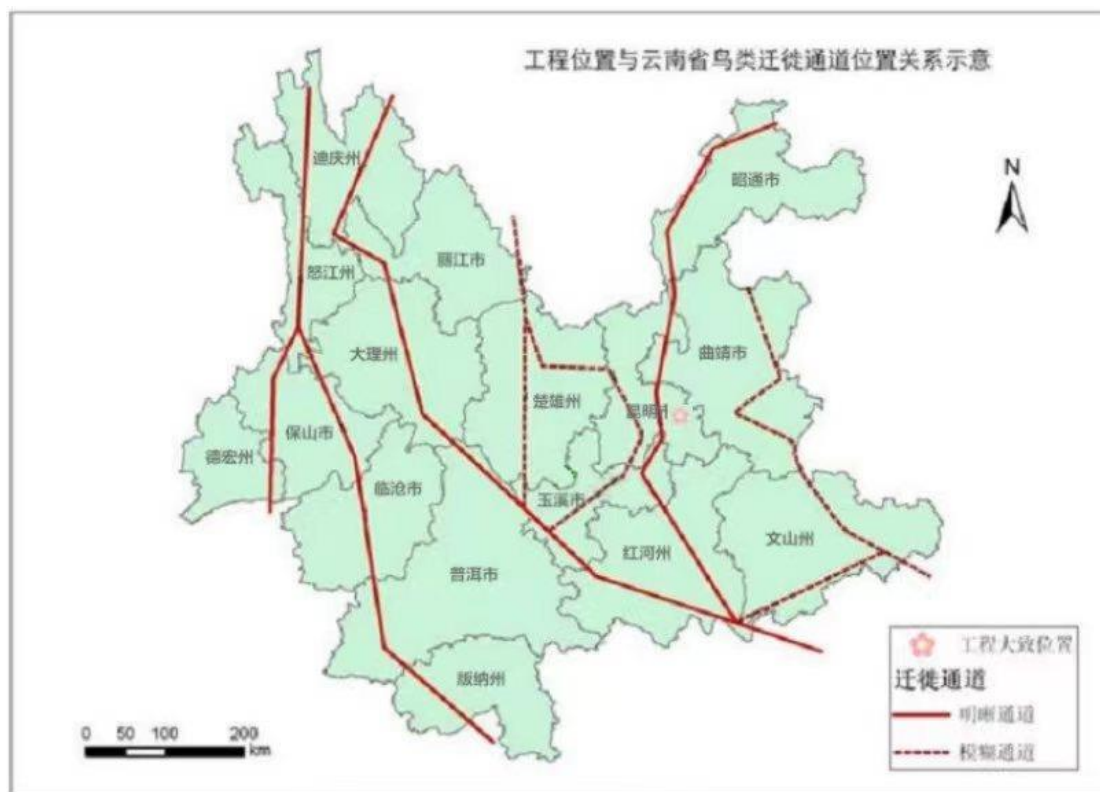 工程位置与云南省鸟类迁徙通道位置关系示意
N
迪庆州
昭通市
丽江市
怒江州
大理州
曲靖市
楚雄州
昆明
保山市
德宏州
临沧市
玉溪市
红河州
文山州
普洱市
版纳州
工程大致位置
迁徙通道
明晰通道
模糊通道
0 50 100 200
km